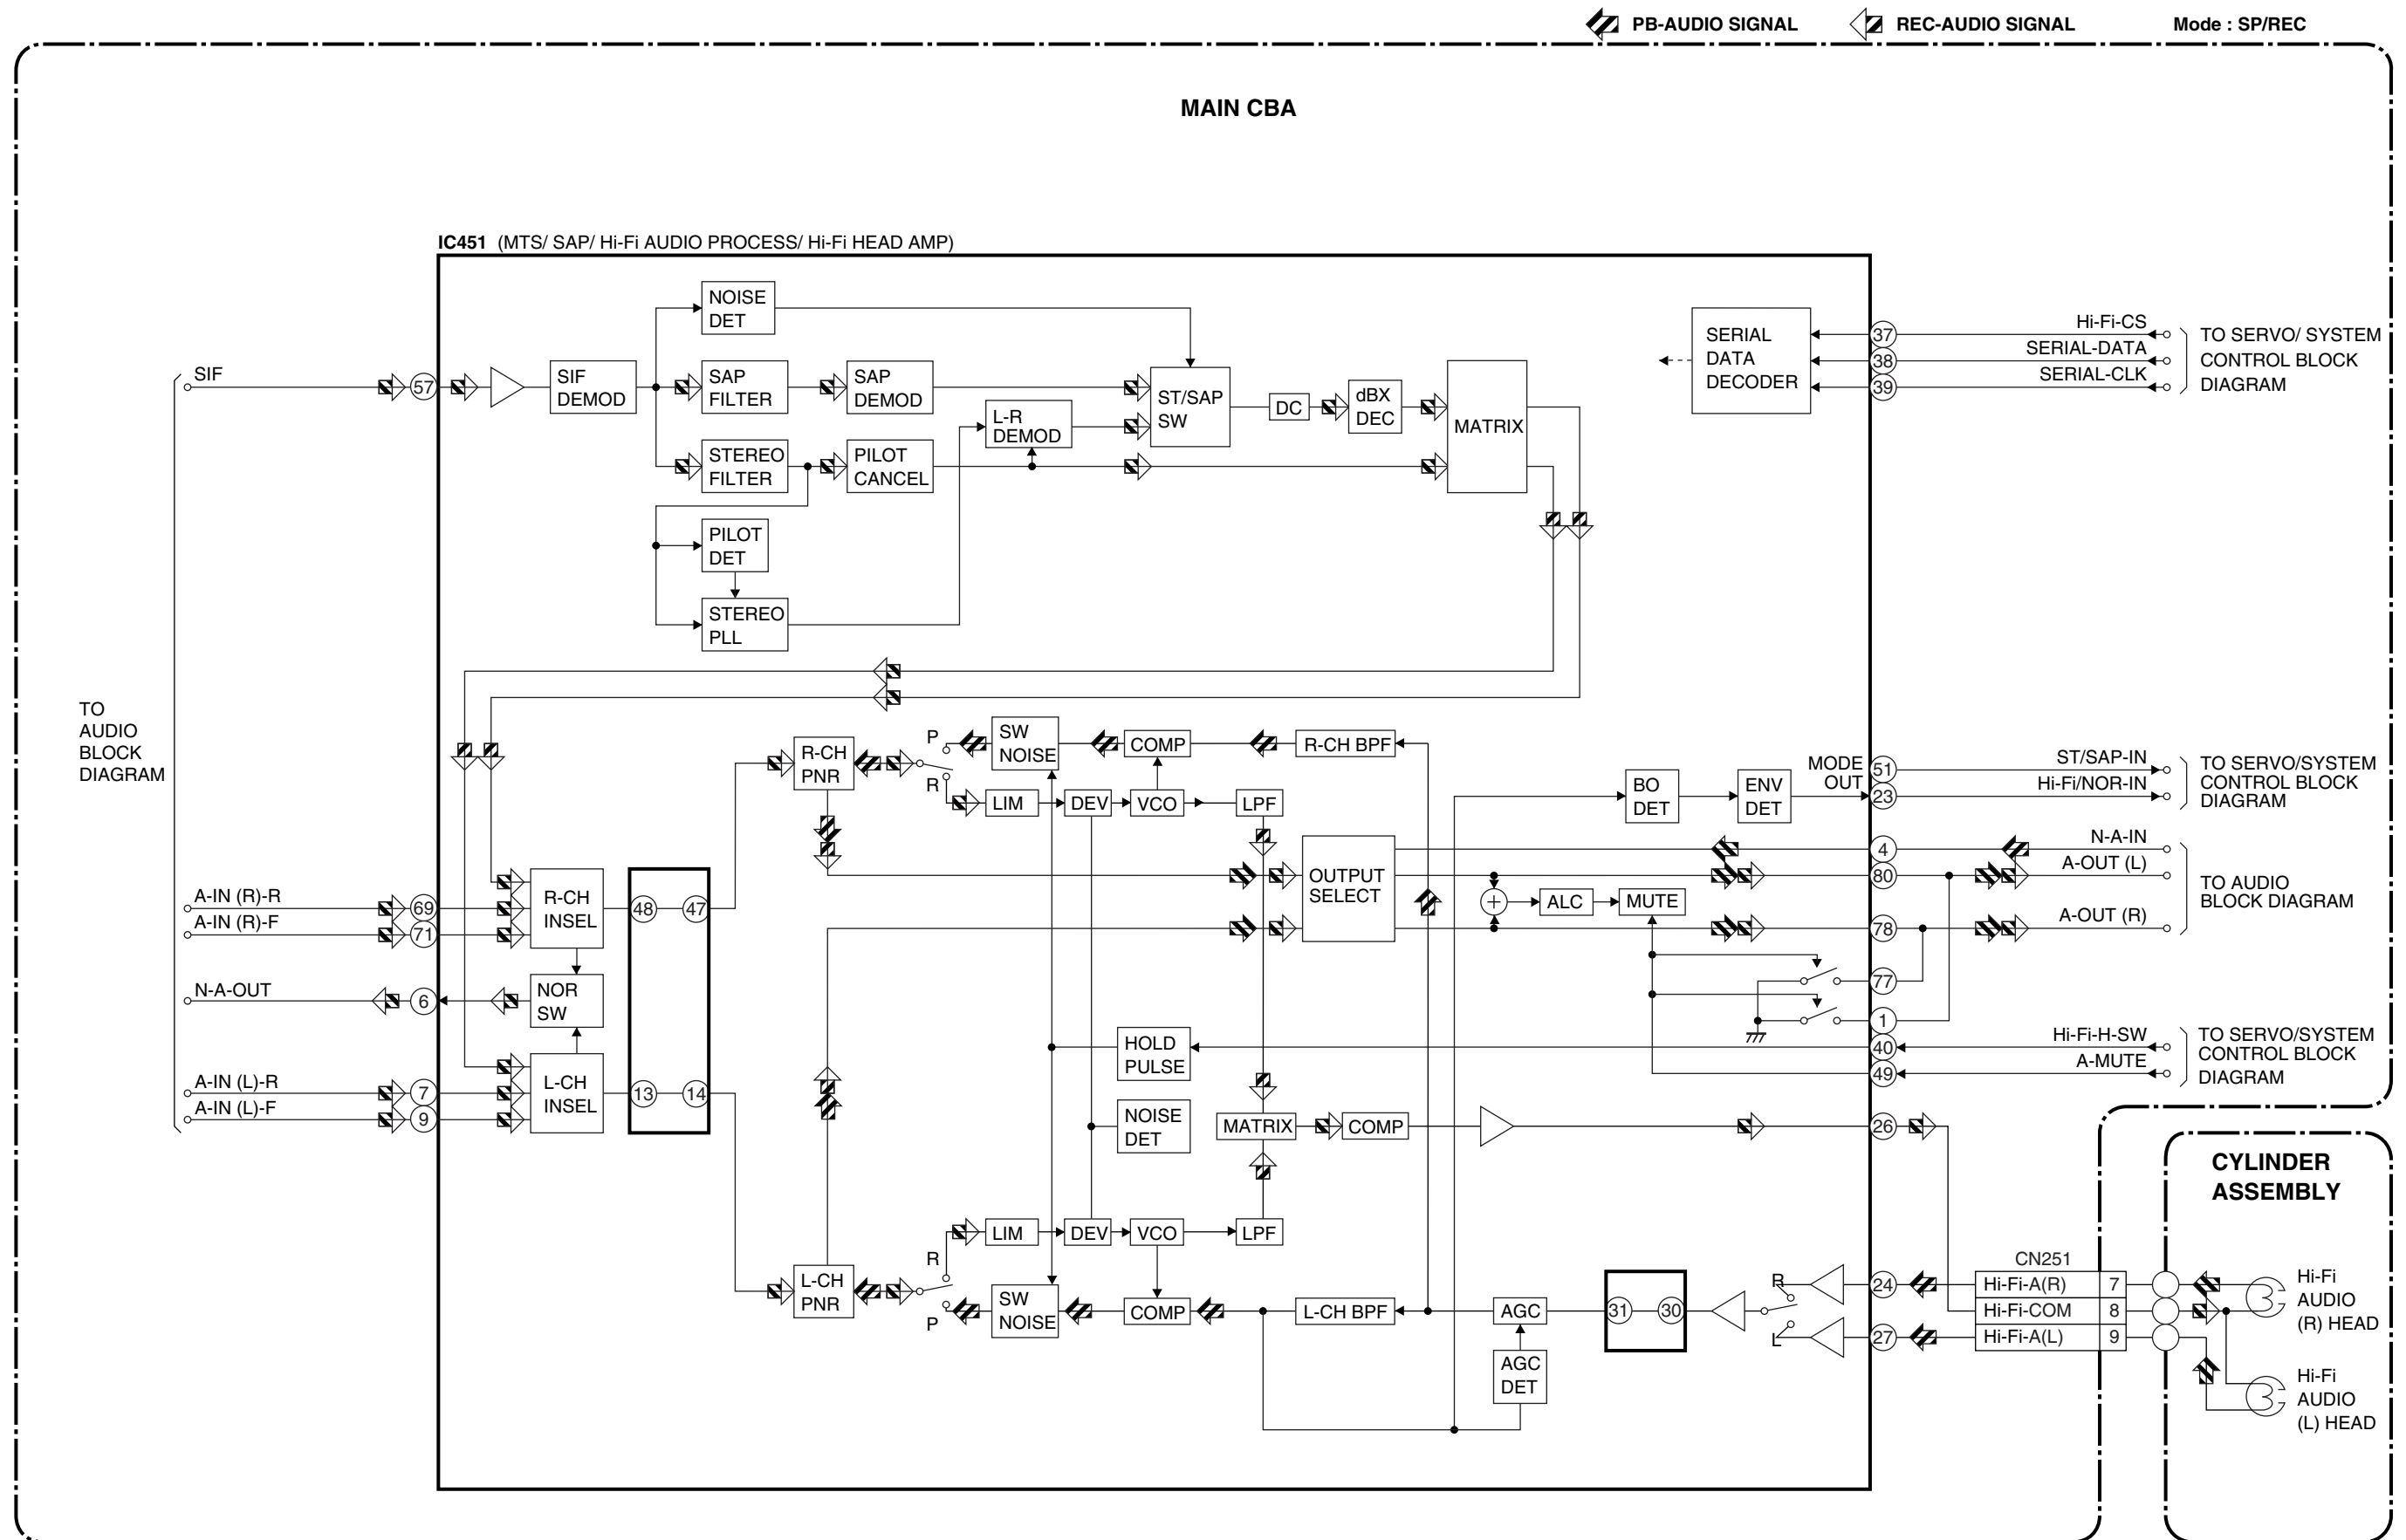 PB-AUDIO SIGNAL
REC-AUDIO SIGNAL
Mode : SP/REC
MAIN CBA
IC451 (MTS/ SAP/ Hi-Fi AUDIO PROCESS/ Hi-Fi HEAD AMP)
NOISE
DET
SIF
57
SIF
DEMOD
SAP
FILTER
SAP
DEMOD
ST/SAP
SW
L-R
DEMOD
DC
dBX
DEC
MATRIX
STEREO
FILTER
PILOT
CANCEL
PILOT
DET
STEREO
PLL
SERIAL
DATA
DECODER
37
38
39
Hi-Fi-CS
SERIAL-DATA
SERIAL-CLK
TO SERVO/ SYSTEM
CONTROL BLOCK
DIAGRAM
TO
AUDIO
BLOCK
DIAGRAM
R-CH
PNR
P
R
SW
NOISE
COMP
R-CH BPF
LIM
DEV
VCO
LPF
BO
DET
ENV
DET
MODE
OUT
51
23
ST/SAP-IN
Hi-Fi/NOR-IN
TO SERVO/SYSTEM
CONTROL BLOCK
DIAGRAM
A-IN (R)-R
A-IN (R)-F
69
71
R-CH
INSEL
48
47
OUTPUT
SELECT
+
ALC
MUTE
4
80
78
77
1
N-A-IN
A-OUT (L)
A-OUT (R)
TO AUDIO
BLOCK DIAGRAM
N-A-OUT
6
NOR
SW
HOLD
PULSE
40
49
Hi-Fi-H-SW
A-MUTE
TO SERVO/SYSTEM
CONTROL BLOCK
DIAGRAM
A-IN (L)-R
A-IN (L)-F
7
9
L-CH
INSEL
13
14
NOISE
DET
MATRIX
COMP
26
CYLINDER
ASSEMBLY
LIM
DEV
VCO
LPF
L-CH
PNR
R
P
SW
NOISE
COMP
L-CH BPF
AGC
AGC
DET
31
30
R
L
24
27
CN251
Hi-Fi-A(R)
7
Hi-Fi-COM
8
Hi-Fi-A(L)
9
Hi-Fi
AUDIO
(R) HEAD
Hi-Fi
AUDIO
(L) HEAD